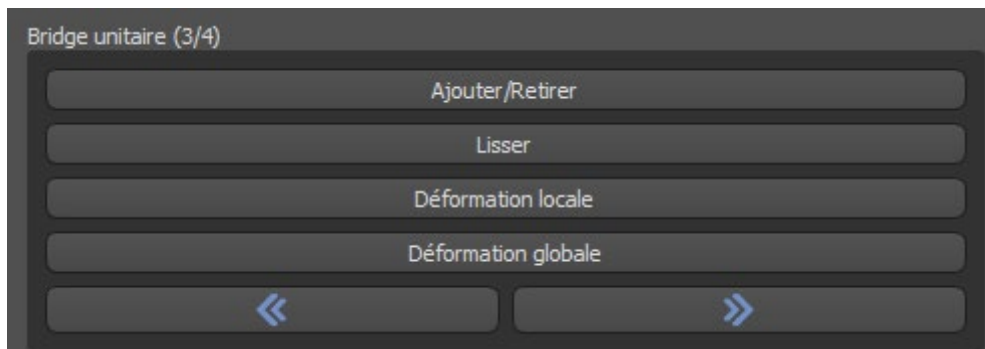 Bridge unitaire (3/4)
Ajouter/Retirer
Lisser
Déformation locale
Déformation globale